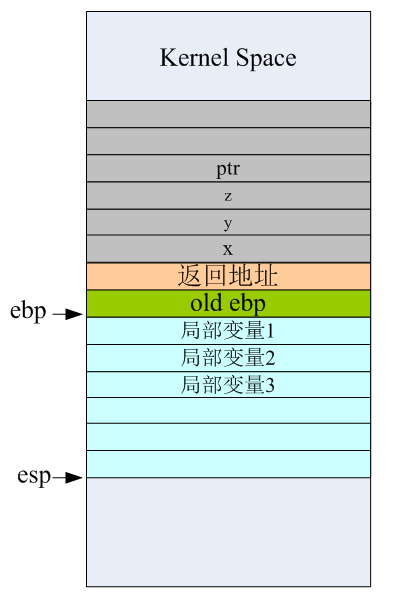 Kernel Space
ptr
z
y
x
返回地址
old ebp
ebp
局部变量1
局部变量2
局部变量3
esp